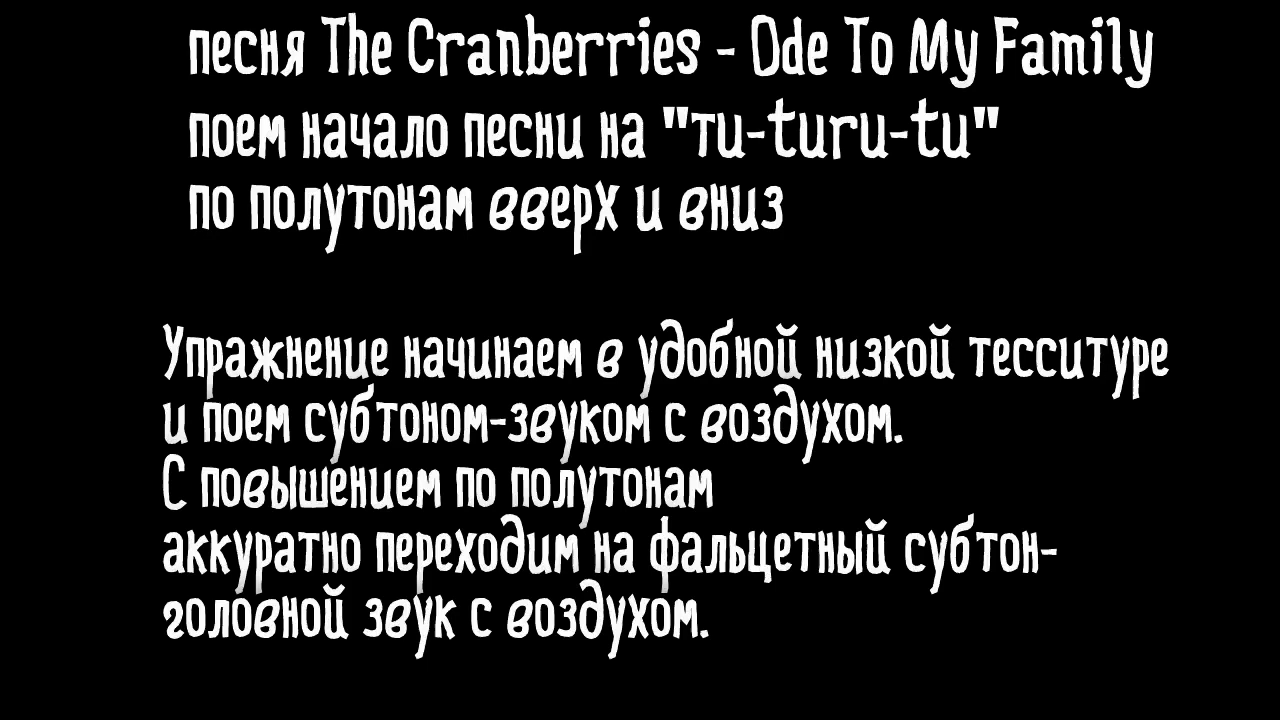 песня The Cranberries - Ode To My Family
поем начало песни на "ти-turu-tu"
по полутонам вверх и вниз
Упражнение начинаем в удобной низкой тесситуре
и поем субтоном-звуком с воздухом.
С повышением по полутонам
аккуратно переходим на фальцетный субтон-
головной звук с воздухом.